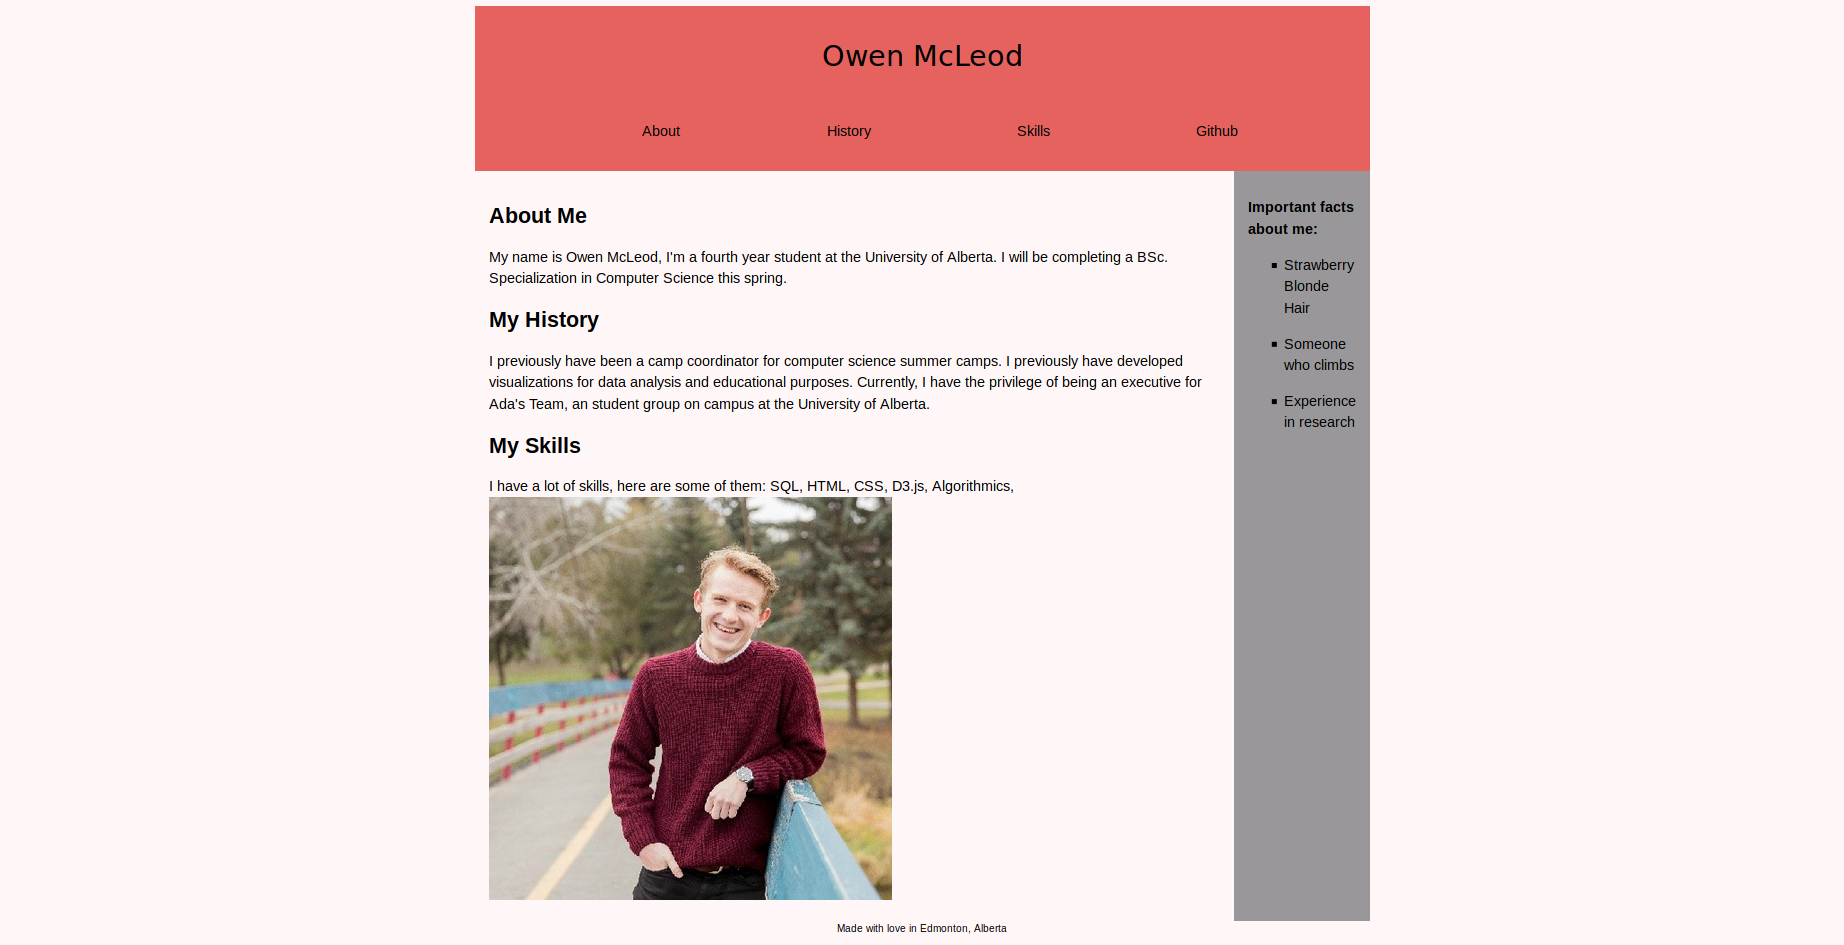 Owen McLeod
About
History
Skills
Github
About Me
My name is Owen McLeod, I'm a fourth year student at the University of Alberta. I will be completing a BSc.
Specialization in Computer Science this spring.
My History
I previously have been a camp coordinator for computer science summer camps. I previously have developed
visualizations for data analysis and educational purposes. Currently, I have the privilege of being an executive for
Ada's Team, an student group on campus at the University of Alberta.
My Skills
I have a lot of skills, here are some of them: SQL, HTML, CSS, D3.js, Algorithmics,
Important facts
about me:
Strawberry
Blonde
Hair
Someone
who climbs
Experience
in research
Made with love in Edmonton, Alberta